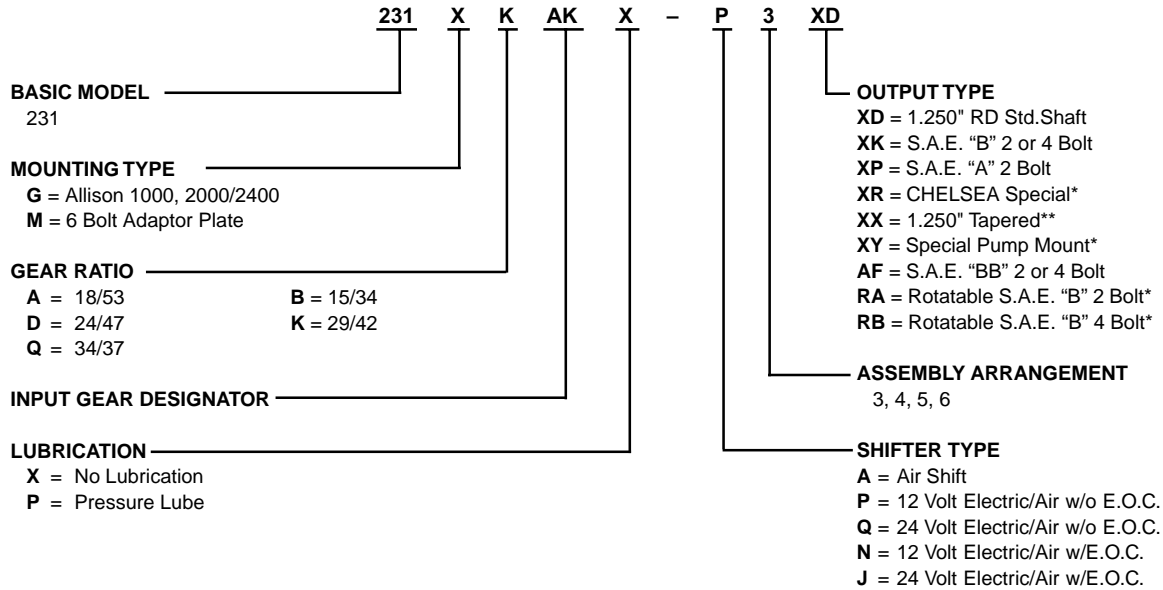 231 X K AK X – P 3 XD
BASIC MODEL
231
MOUNTING TYPE
G = Allison 1000, 2000/2400
M = 6 Bolt Adaptor Plate
GEAR RATIO
A = 18/53 B = 15/34
D = 24/47 K = 29/42
Q = 34/37
INPUT GEAR DESIGNATOR
LUBRICATION
X = No Lubrication
P = Pressure Lube
OUTPUT TYPE
XD = 1.250" RD Std.Shaft
XK = S.A.E. “B” 2 or 4 Bolt
XP = S.A.E. “A” 2 Bolt
XR = CHELSEA Special*
XX = 1.250" Tapered**
XY = Special Pump Mount*
AF = S.A.E. “BB” 2 or 4 Bolt
RA = Rotatable S.A.E. “B” 2 Bolt*
RB = Rotatable S.A.E. “B” 4 Bolt*
ASSEMBLY ARRANGEMENT
3, 4, 5, 6
SHIFTER TYPE
A = Air Shift
P = 12 Volt Electric/Air w/o E.O.C.
Q = 24 Volt Electric/Air w/o E.O.C.
N = 12 Volt Electric/Air w/E.O.C.
J = 24 Volt Electric/Air w/E.O.C.